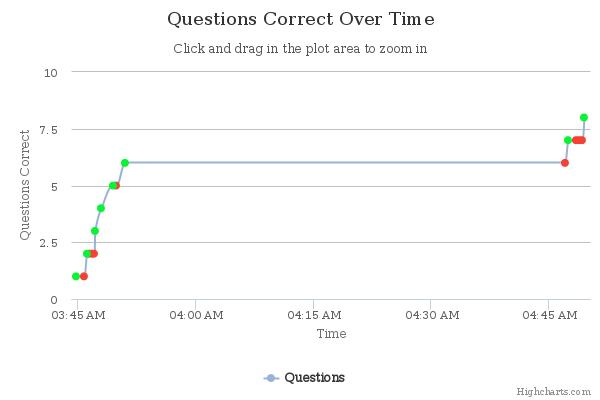 Questions Correct Over Time
Click and drag in the plot area to zoom in
Questions Correct
10
7.5
5
2.5
0
03:45 AM
04:00 AM
04:15 AM
04:30 AM
04:45 AM
Time
Questions
Highcharts.com